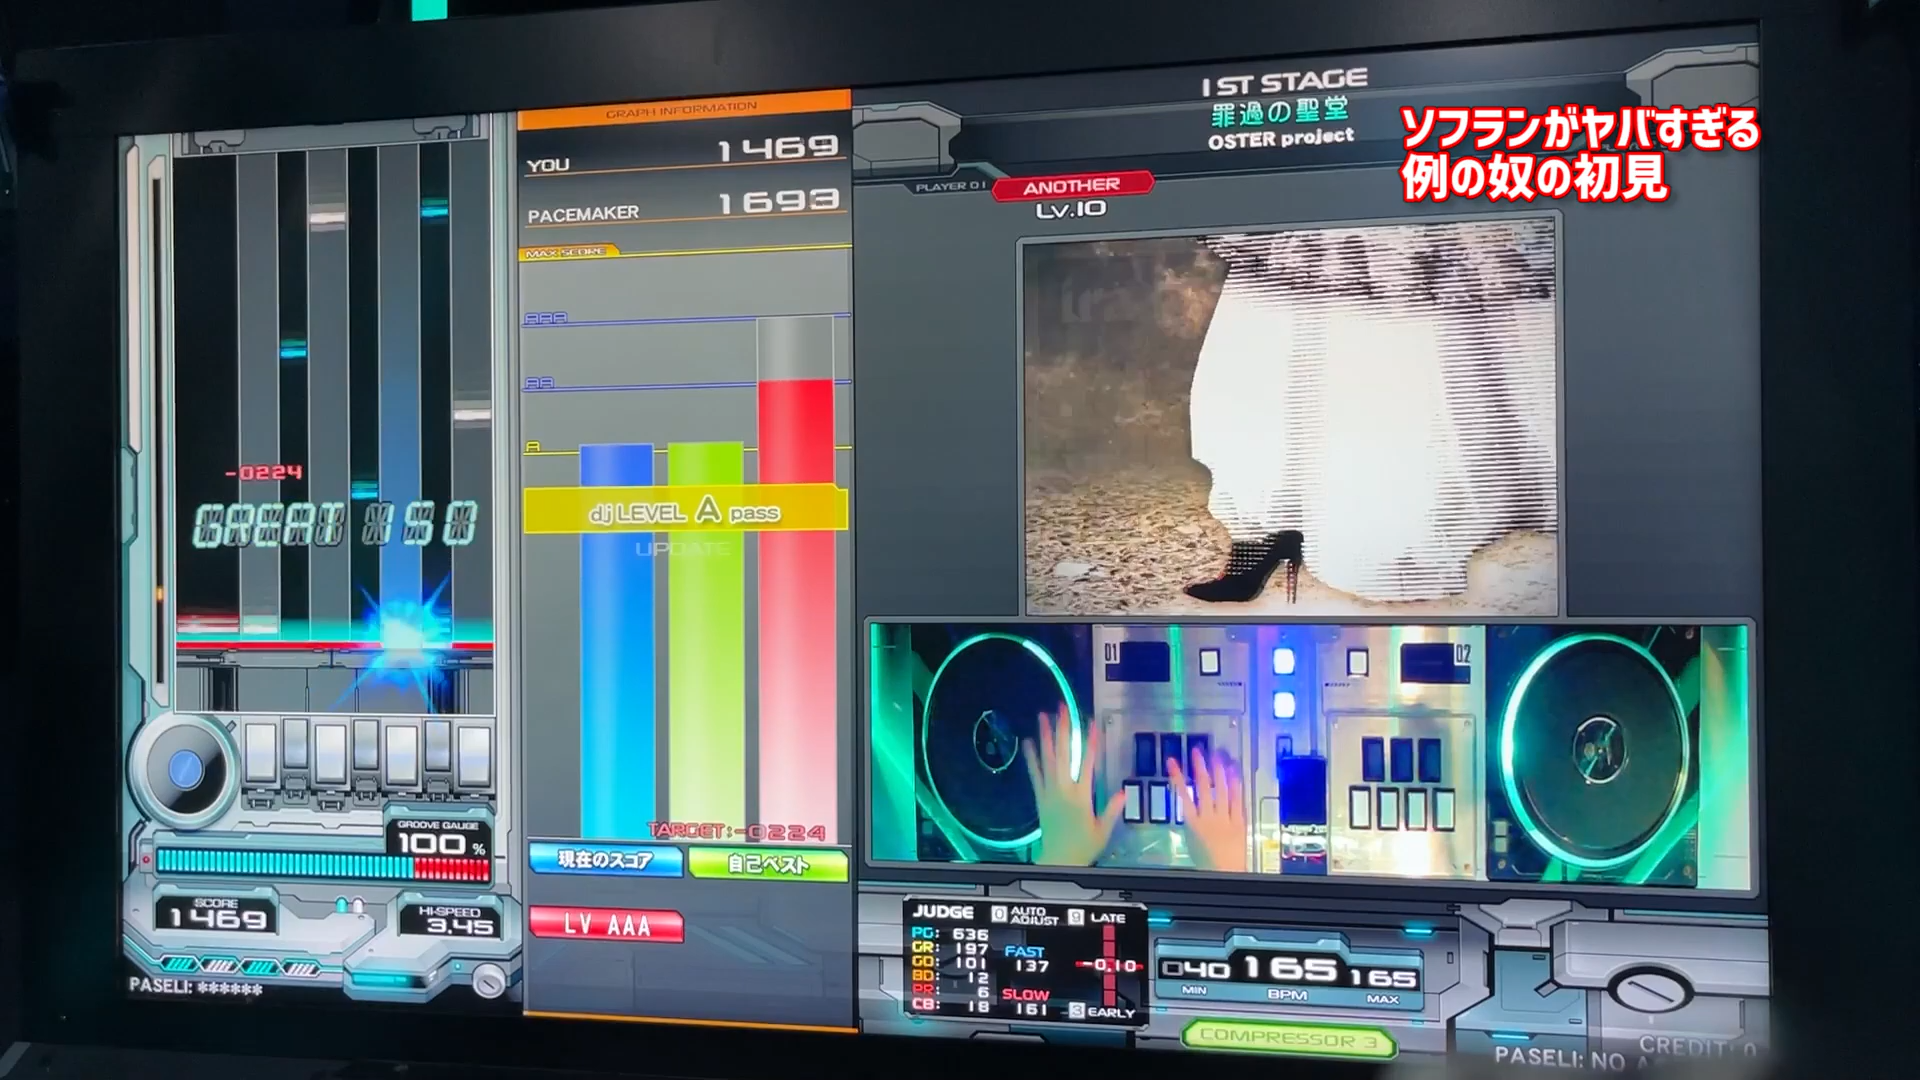 GRAPH INFORMATION
YOU 1469
PACEMAKER 1693
MAX SCORE
AAA
AA
A
dj LEVEL A pass
UPDATE
TARGET:-0224
現在のスコア
自己ベスト
LV AAA
-0224
GREAT 150
GROOVE GAUGE
100 %
SCORE
1469
HI-SPEED
3.45
PASELI: ******
1ST STAGE
罪過の聖堂
OSTER project
PLAYER 01
ANOTHER
Lv.10
ソフランがヤバすぎる
例の奴の初見
01
02
JUDGE 0 AUTO ADJUST 9 LATE
PG: 636
GR: 197
GD: 101
BD: 12
PR: 6
CB: 18
FAST
137
SLOW
161
-0.10
3 EARLY
040 165 165
MIN BPM MAX
COMPRESSOR 3
CREDIT: 0
PASELI: NO